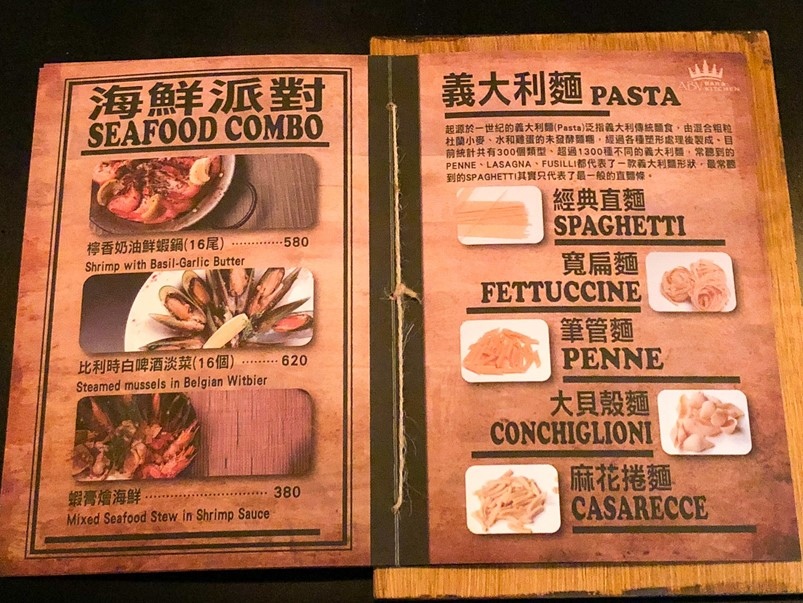 海鮮派對
SEAFOOD COMBO
檸香奶油鮮蝦鍋(16尾) ············580
Shrimp with Basil-Garlic Butter
比利時白啤酒淡菜(16個) ·········· 620
Steamed mussels in Belgian Witbier
蝦膏燴海鮮························ 380
Mixed Seafood Stew in Shrimp Sauce
義大利麵 PASTA
KITCHEN
起源於一世紀的義大利麵(Pasta)泛指義大利傳統麵食，由混合粗粒
杜蘭小麥、水和雞蛋的未發酵麵糰，經過各種塑形處理後製成。目
前統計共有300個類型、超過1300種不同的義大利麵，常聽到的
PENNE、LASAGNA、FUSILLI都代表了一款義大利麵形狀，最常聽
到的SPAGHETTI其實只代表了最一般的直麵條。
經典直麵
SPAGHETTI
寬扁麵
FETTUCCINE
筆管麵
PENNE
大貝殼麵
CONCHIGLIONI
麻花捲麵
CASARECCE